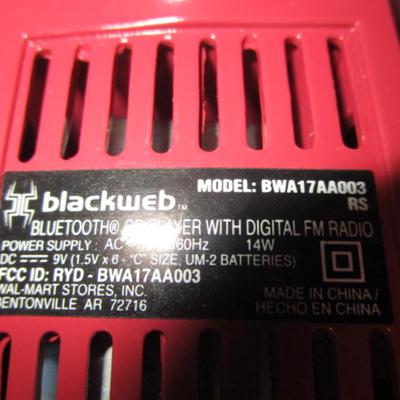 blackweb™
MODEL: BWA17AA003
RS
BLUETOOTH® CD PLAYER WITH DIGITAL FM RADIO
POWER SUPPLY : AC 60Hz 14W
DC 9V (1.5V x 6 - "C" SIZE, UM-2 BATTERIES)
FCC ID: RYD - BWA17AA003
WAL-MART STORES, INC.
BENTONVILLE AR 72716
MADE IN CHINA /
HECHO EN CHINA